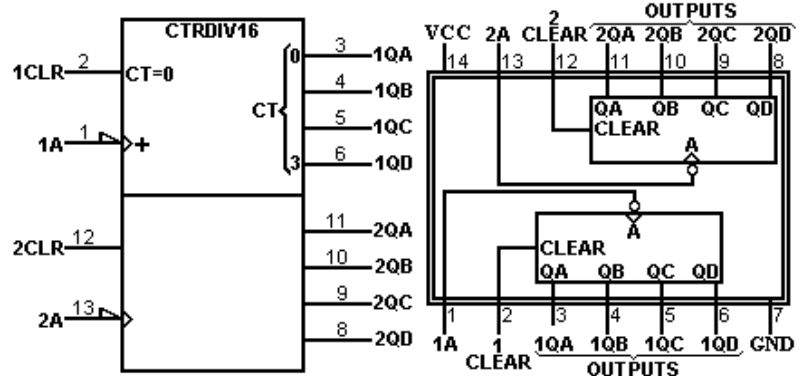 CTRDIV16
1CLR 2 CT=0
1A 1 +
CT 0 3
3 1QA
4 1QB
5 1QC
6 1QD
2CLR 12
2A 13
11 2QA
10 2QB
9 2QC
8 2QD
OUTPUTS
2
VCC 2A CLEAR 2QA 2QB 2QC 2QD
14 13 12 11 10 9 8
QA QB QC QD
CLEAR
A
A
CLEAR
QA QB QC QD
1 2 3 4 5 6 7
1A 1 1QA 1QB 1QC 1QD GND
CLEAR
OUTPUTS